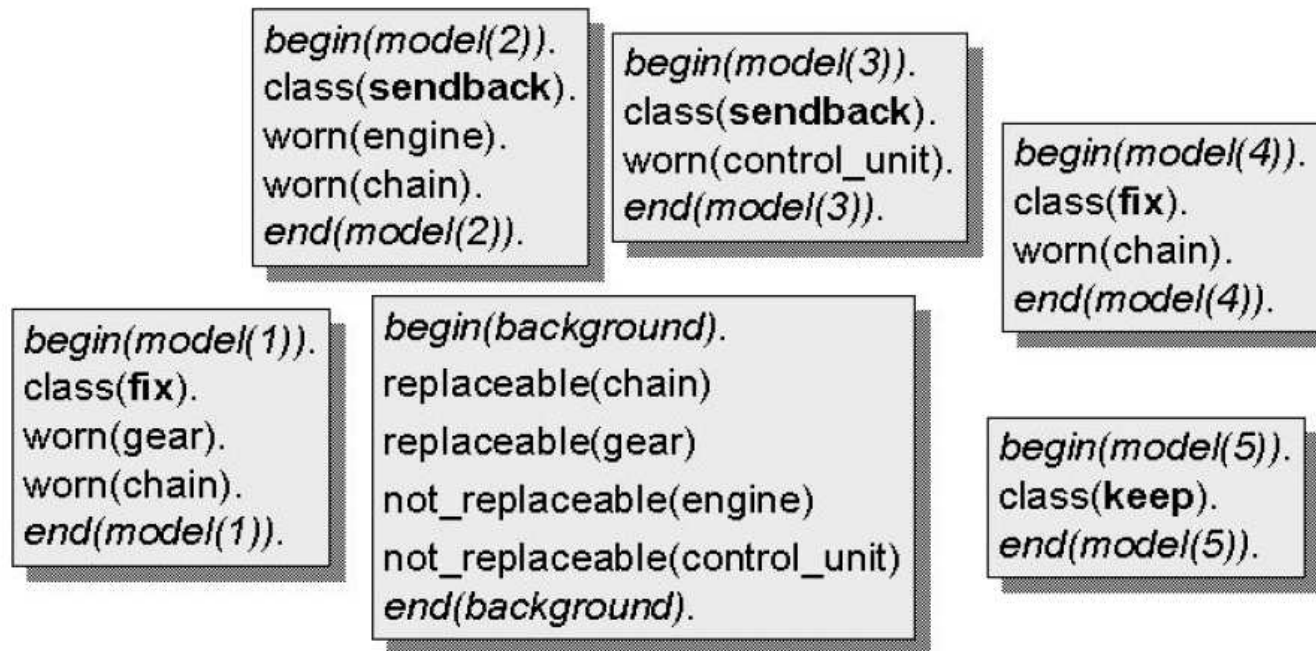 begin(model(2)).
class(sendback).
worn(engine).
worn(chain).
end(model(2)).
begin(model(3)).
class(sendback).
worn(control_unit).
end(model(3)).
begin(model(4)).
class(fix).
worn(chain).
end(model(4)).
begin(model(1)).
class(fix).
worn(gear).
worn(chain).
end(model(1)).
begin(background).
replaceable(chain)
replaceable(gear)
not_replaceable(engine)
not_replaceable(control_unit)
end(background).
begin(model(5)).
class(keep).
end(model(5)).